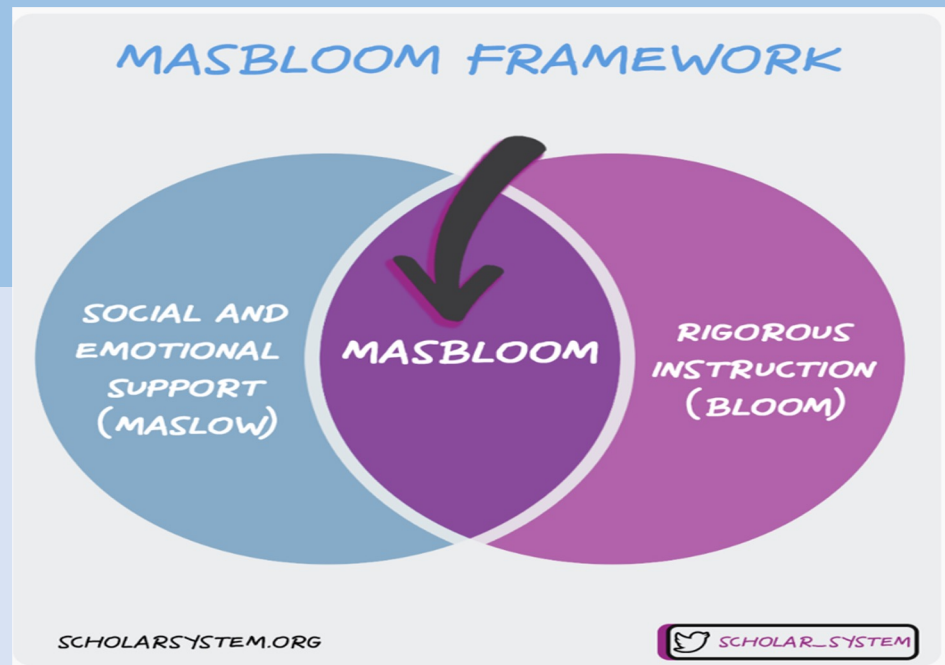 MASBLOOM FRAMEWORK
SOCIAL AND
EMOTIONAL
SUPPORT
(MASLOW)
MASBLOOM
RIGOROUS
INSTRUCTION
(BLOOM)
SCHOLARSYSTEM.ORG
SCHOLAR_SYSTEM